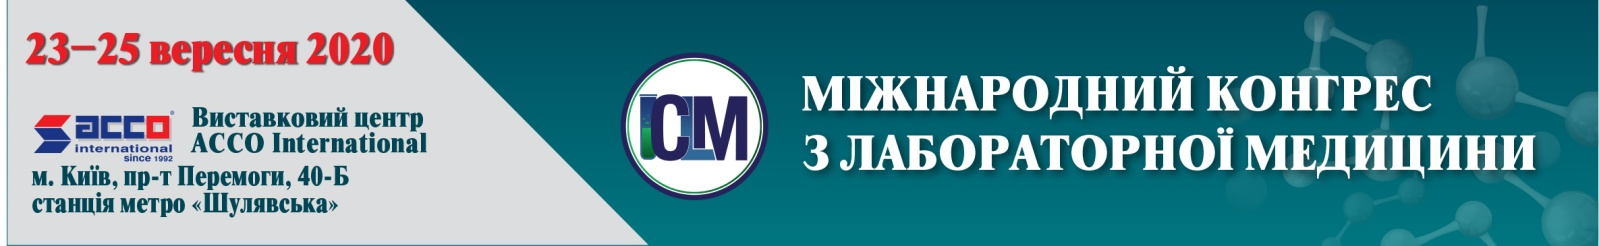 23–25 вересня 2020
acco
international
since 1992
Виставковий центр
ACCO International
м. Київ, пр-т Перемоги, 40-Б
станція метро «Шулявська»
ICLM
МІЖНАРОДНИЙ КОНГРЕС
З ЛАБОРАТОРНОЇ МЕДИЦИНИ